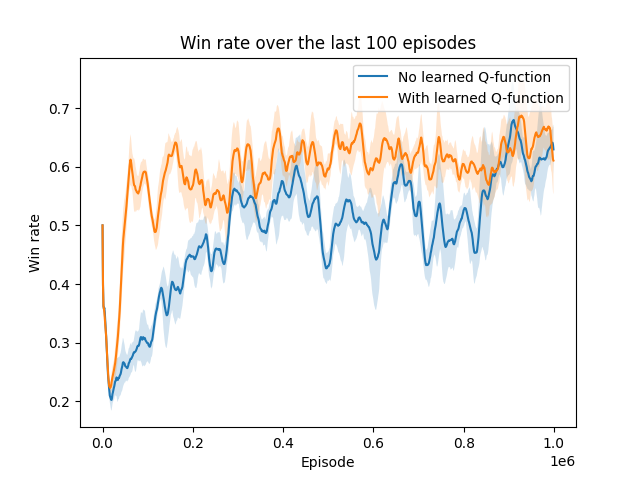 Win rate over the last 100 episodes
No learned Q-function
With learned Q-function
Win rate
0.7
0.6
0.5
0.4
0.3
0.2
0.0 0.2 0.4 0.6 0.8 1.0
1e6
Episode